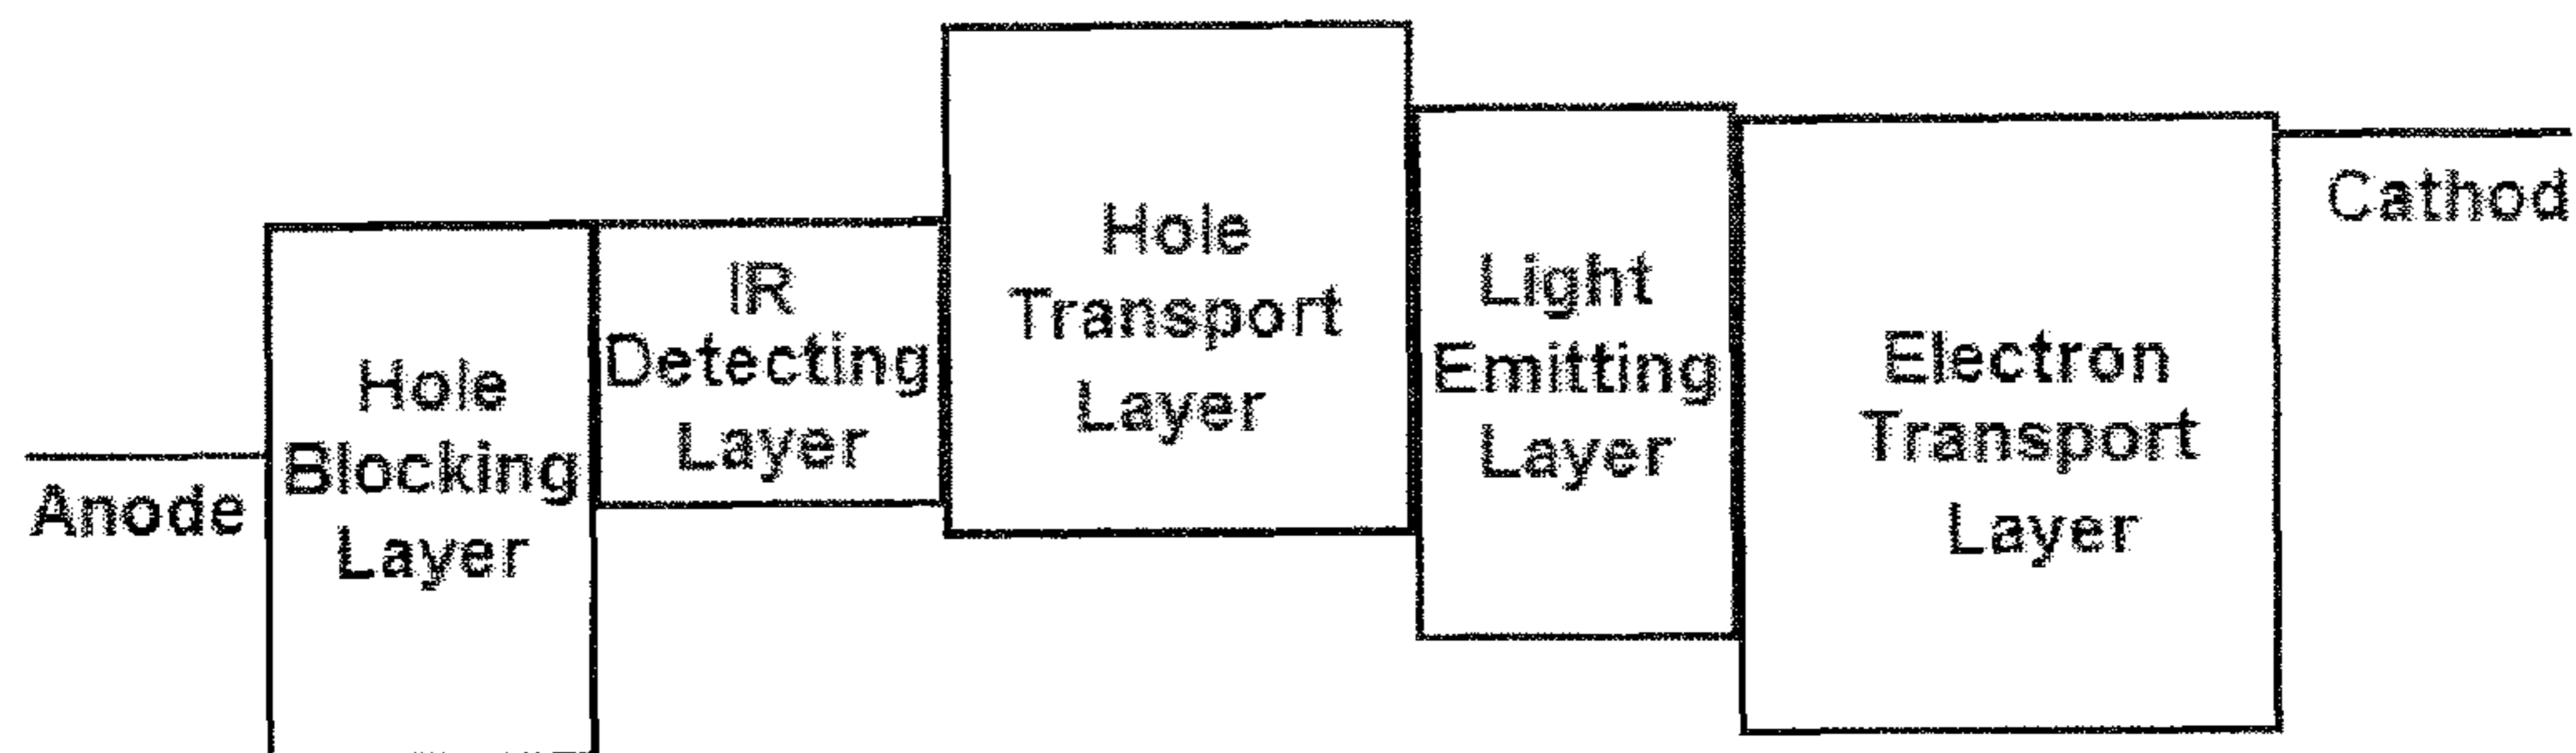 Anode
Hole
Blocking
Layer
IR
Detecting
Layer
Hole
Transport
Layer
Light
Emitting
Layer
Electron
Transport
Layer
Cathod